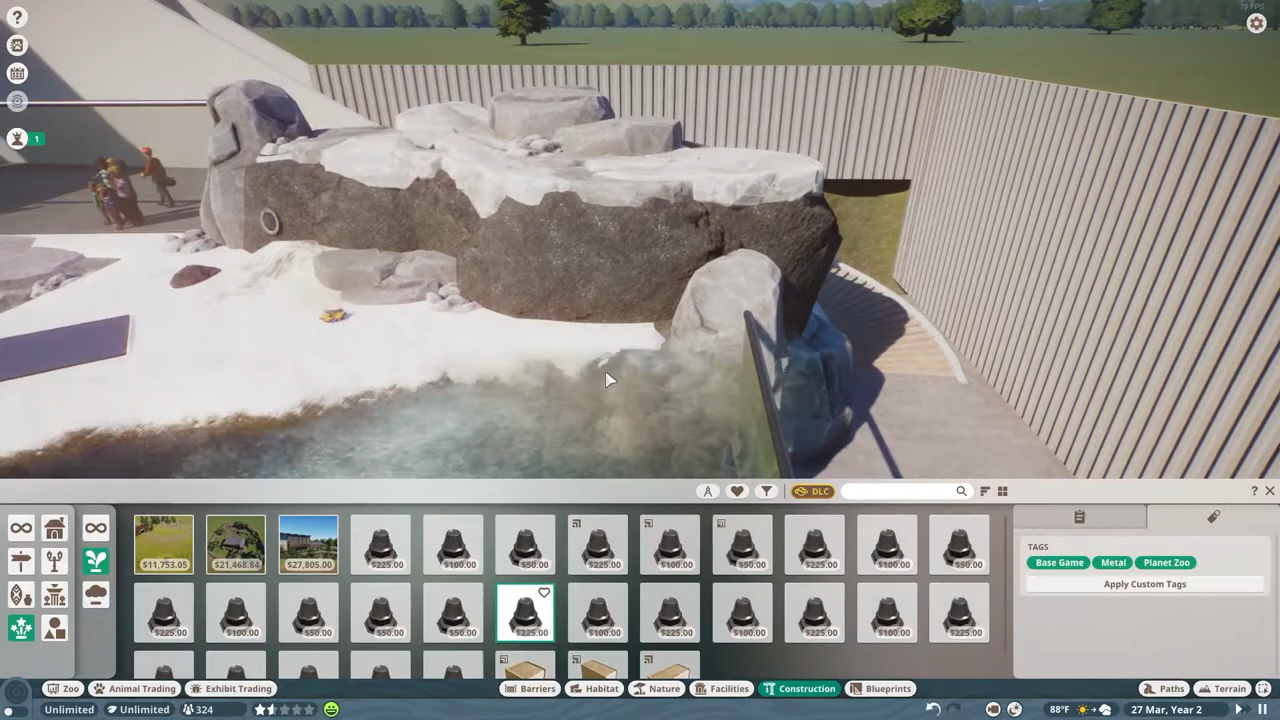 ?
75 FPS
1
DLC
? ×
$11,753.05 $21,468.84 $27,805.00 $225.00 $100.00 $50.00 $225.00 $100.00 $50.00 $225.00 $100.00 $50.00
TAGS
Base Game Metal Planet Zoo
Apply Custom Tags
$225.00 $100.00 $50.00 $50.00 $50.00 $225.00 $100.00 $225.00 $100.00 $225.00 $100.00 $225.00
Zoo Animal Trading Exhibit Trading Barriers Habitat Nature Facilities Construction Blueprints Paths Terrain
Unlimited Unlimited 324 88°F 27 Mar, Year 2